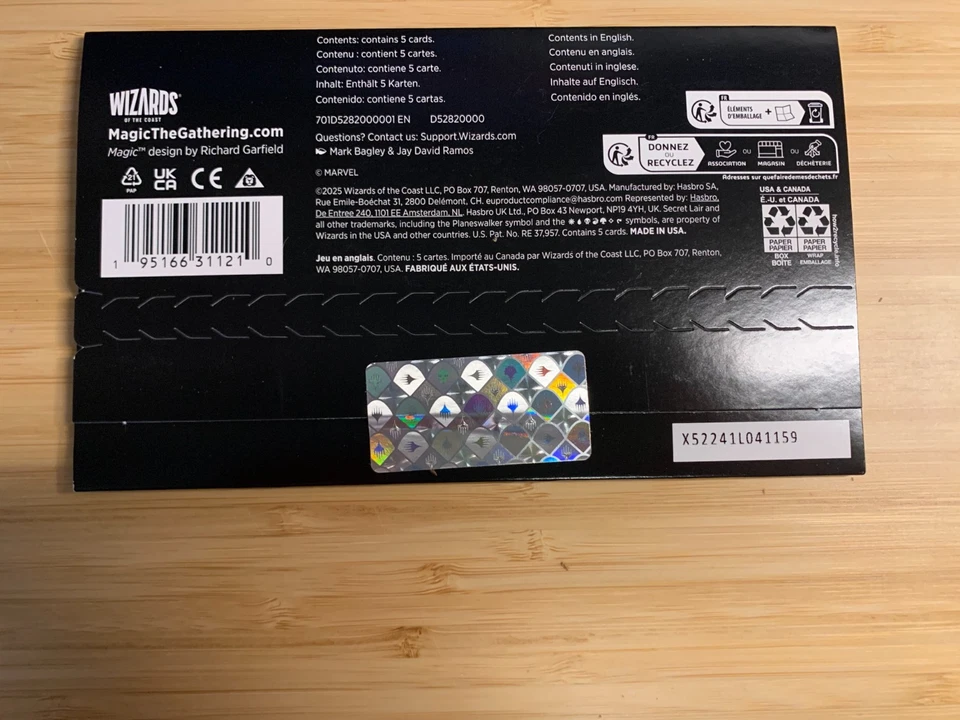 WIZARDS®
OF THE COAST
MagicTheGathering.com
Magic™ design by Richard Garfield
21
PAP
UK
CA
CE
1 95166 31121 0
Contents: contains 5 cards.
Contenu : contient 5 cartes.
Contenuto: contiene 5 carte.
Inhalt: Enthält 5 Karten.
Contenido: contiene 5 cartas.
Contents in English.
Contenu en anglais.
Contenuti in inglese.
Inhalte auf Englisch.
Contenido en inglés.
701D5282000001 EN D52820000
Questions? Contact us: Support.Wizards.com
Mark Bagley & Jay David Ramos
© MARVEL
FR
ÉLÉMENTS
D'EMBALLAGE +
FR
DONNEZ
OU
RECYCLEZ
ASSOCIATION
OU
MAGASIN
OU
DÉCHÈTERIE
Adresses sur quefairedemesdechets.fr
©2025 Wizards of the Coast LLC, PO Box 707, Renton, WA 98057-0707, USA. Manufactured by: Hasbro SA,
Rue Emile-Boéchat 31, 2800 Delémont, CH. euproductcompliance@hasbro.com Represented by: Hasbro,
De Entree 240, 1101 EE Amsterdam, NL. Hasbro UK Ltd., PO Box 43 Newport, NP19 4YH, UK. Secret Lair and
all other trademarks, including the Planeswalker symbol and the symbols, are property of
Wizards in the USA and other countries. U.S. Pat. No. RE 37,957. Contains 5 cards. MADE IN USA.
Jeu en anglais. Contenu : 5 cartes. Importé au Canada par Wizards of the Coast LLC, PO Box 707, Renton,
WA 98057-0707, USA. FABRIQUÉ AUX ÉTATS-UNIS.
USA & CANADA
É.-U. et CANADA
PAPER
PAPIER
BOX
BOÎTE
PAPER
PAPIER
WRAP
EMBALLAGE
how2recycle.info
X52241L041159